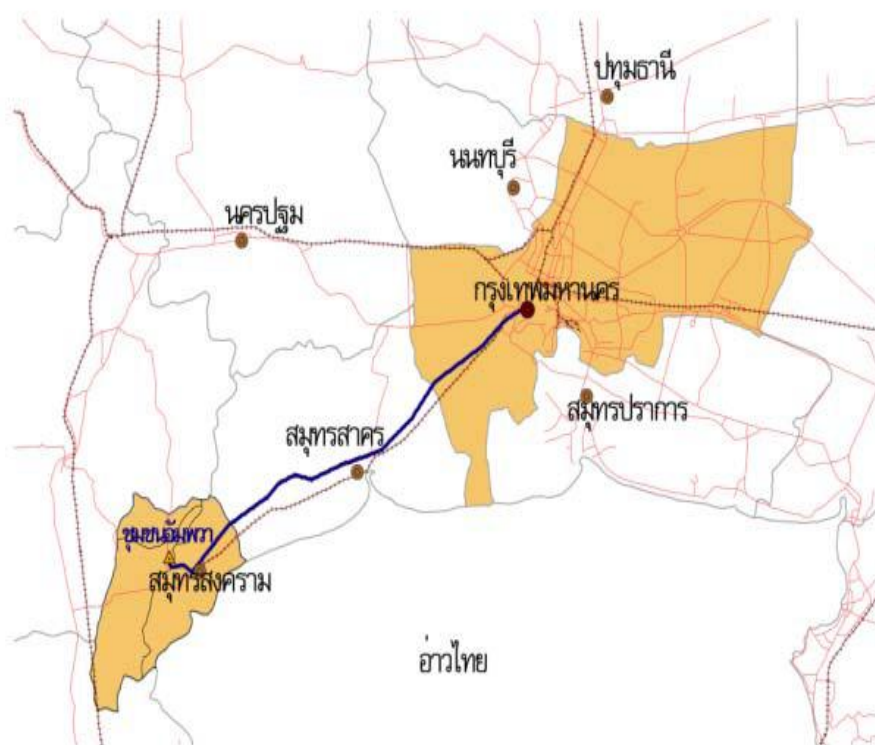 ปทุมธานี
นนทบุรี
นครปฐม
กรุงเทพมหานคร
สมุทรปราการ
สมุทรสาคร
ชุมชนอัมพวา
สมุทรสงคราม
อ่าวไทย